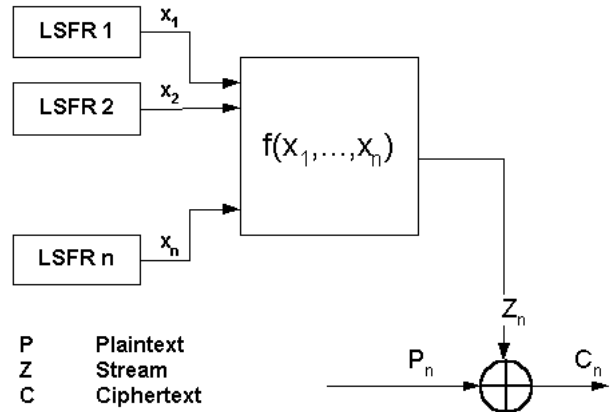 LSFR 1
x1
LSFR 2
x2
f(x1,...,xn)
LSFR n
xn
Zn
P Plaintext
Z Stream
C Ciphertext
Pn
Cn